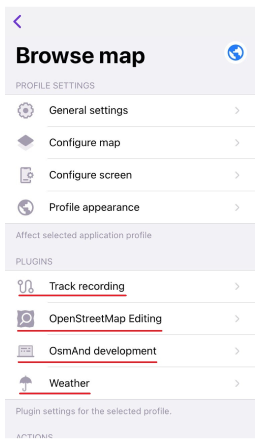 Browse map
PROFILE SETTINGS
General settings
Configure map
Configure screen
Profile appearance
Affect selected application profile
PLUGINS
Track recording
OpenStreetMap Editing
OsmAnd development
Weather
Plugin settings for the selected profile.
ACTIONS